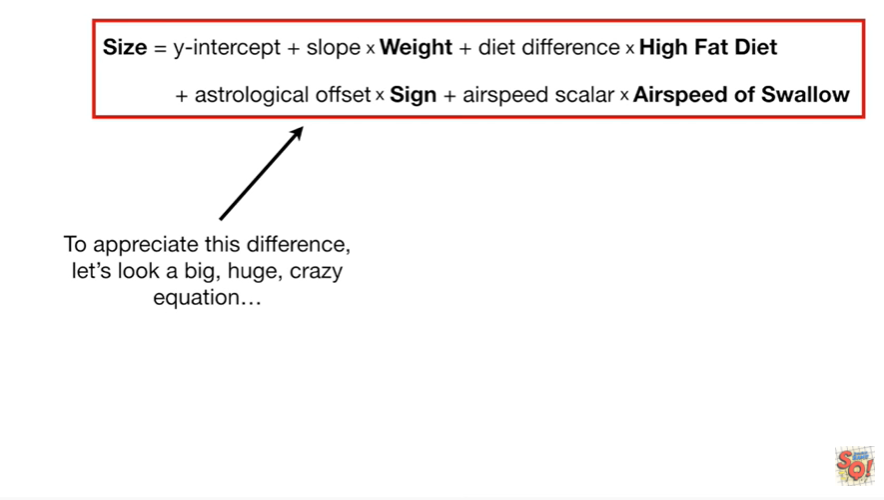 Size = y-intercept + slope x Weight + diet difference x High Fat Diet
+ astrological offset x Sign + airspeed scalar x Airspeed of Swallow
To appreciate this difference,
let's look a big, huge, crazy
equation…
SQ!